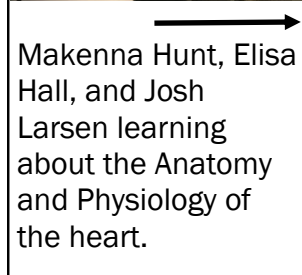 Makenna Hunt, Elisa
Hall, and Josh
Larsen learning
about the Anatomy
and Physiology of
the heart.